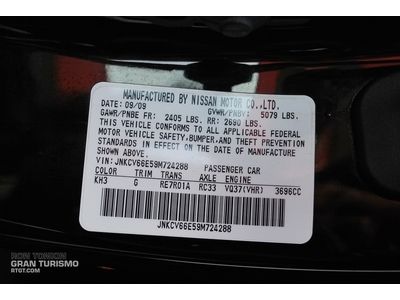 MANUFACTURED BY NISSAN MOTOR CO.,LTD.
DATE: 09/09 GVWR/PNBV: 5079 LBS.
GAWR/PNBE FR: 2405 LBS. RR: 2690 LBS.
THIS VEHICLE CONFORMS TO ALL APPLICABLE FEDERAL
MOTOR VEHICLE SAFETY, BUMPER, AND THEFT PREVENTION
STANDARDS IN EFFECT ON THE DATE OF MANUFACTURE
SHOWN ABOVE.
VIN: JNKCV66E59M724288 PASSENGER CAR
COLOR TRIM TRANS AXLE ENGINE
KH3 G RE7R01A RC33 VQ37(VHR) 3696CC
JNKCV66E59M724288
GRAN TURISMO
RTGT.COM